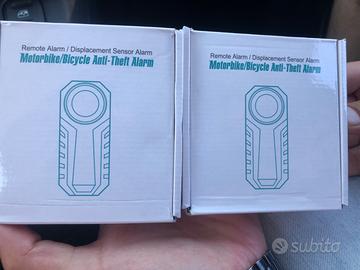 Remote Alarm / Displacement Sensor Alarm
Motorbike/Bicycle Anti-Theft Alarm
Remote Alarm / Displacement Sensor Alarm
Motorbike/Bicycle Anti-Theft Alarm
subito